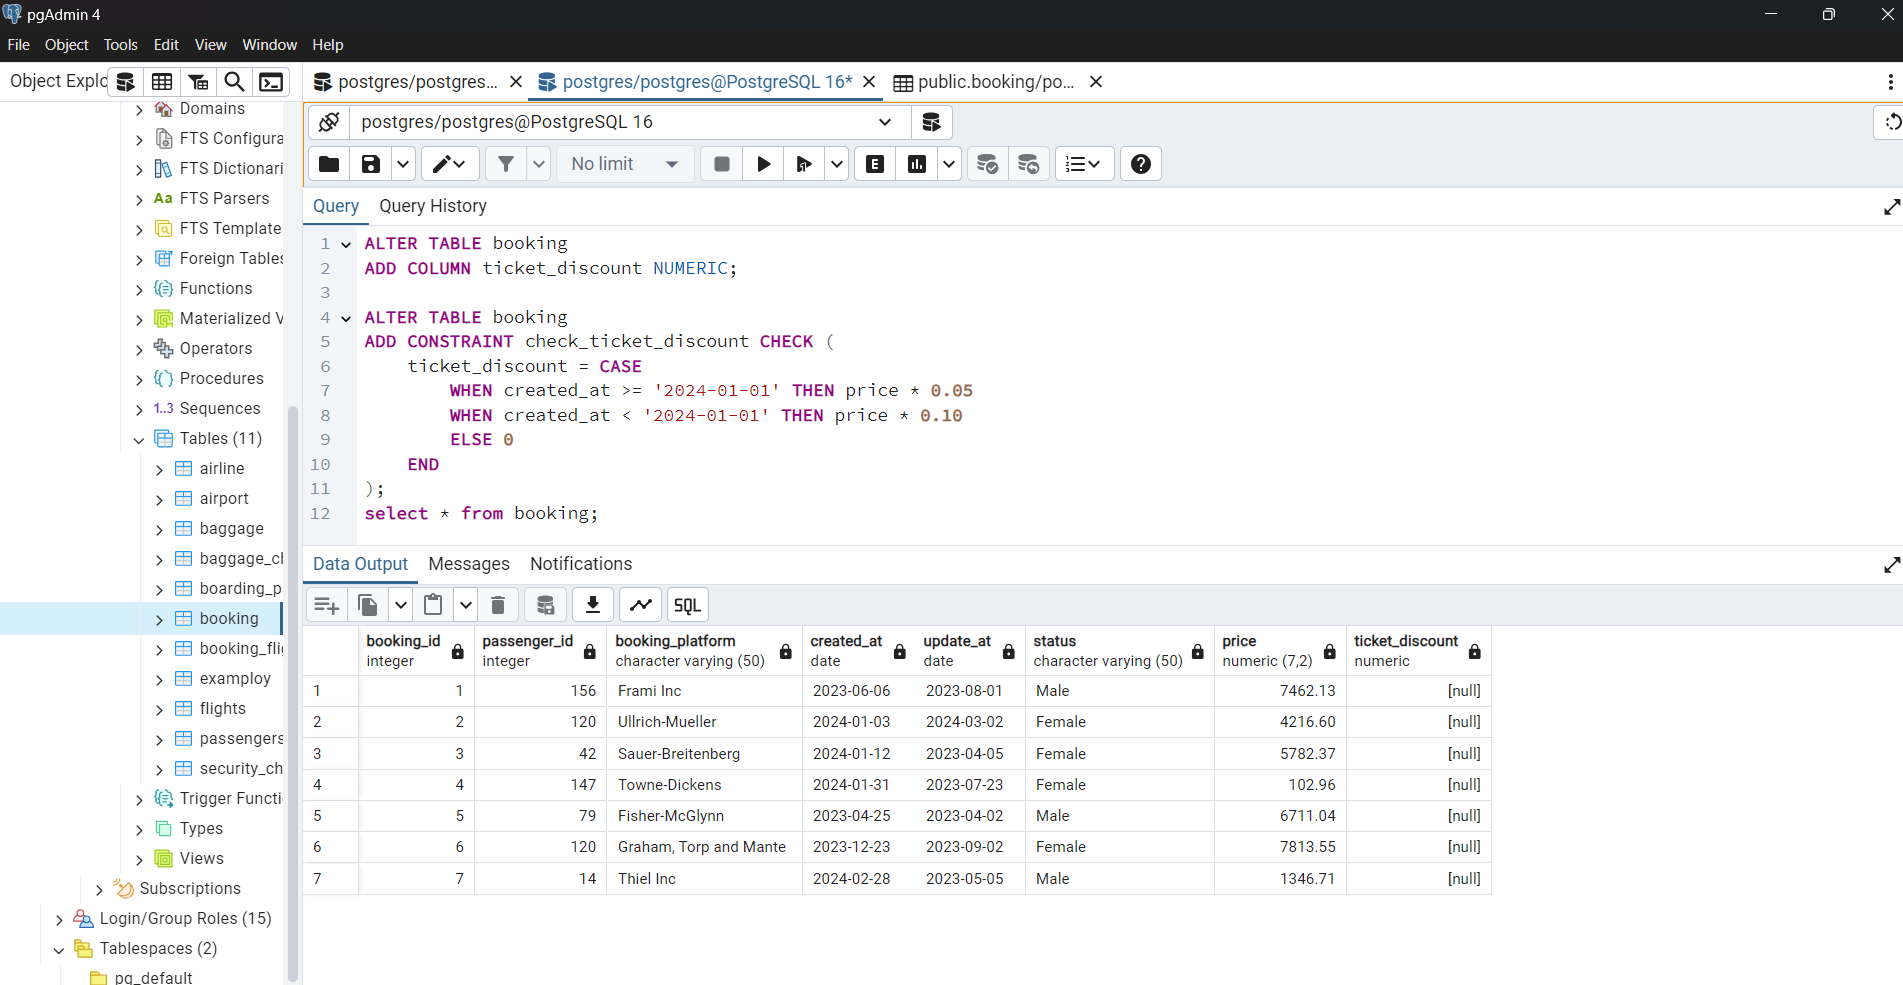 pgAdmin 4
File Object Tools Edit View Window Help
Object Explo
postgres/postgres...
postgres/postgres@PostgreSQL 16*
public.booking/po...
postgres/postgres@PostgreSQL 16
No limit
E
SQL
Query Query History
1 ALTER TABLE booking
2 ADD COLUMN ticket_discount NUMERIC;
3
4 ALTER TABLE booking
5 ADD CONSTRAINT check_ticket_discount CHECK (
6 ticket_discount = CASE
7 WHEN created_at >= '2024-01-01' THEN price * 0.05
8 WHEN created_at < '2024-01-01' THEN price * 0.10
9 ELSE 0
10 END
11 );
12 select * from booking;
Data Output Messages Notifications
booking_id integer passenger_id integer booking_platform character varying (50) created_at date update_at date status character varying (50) price numeric (7,2) ticket_discount numeric
1 1 156 Frami Inc 2023-06-06 2023-08-01 Male 7462.13 [null]
2 2 120 Ullrich-Mueller 2024-01-03 2024-03-02 Female 4216.60 [null]
3 3 42 Sauer-Breitenberg 2024-01-12 2023-04-05 Female 5782.37 [null]
4 4 147 Towne-Dickens 2024-01-31 2023-07-23 Female 102.96 [null]
5 5 79 Fisher-McGlynn 2023-04-25 2023-04-02 Male 6711.04 [null]
6 6 120 Graham, Torp and Mante 2023-12-23 2023-09-02 Female 7813.55 [null]
7 7 14 Thiel Inc 2024-02-28 2023-05-05 Male 1346.71 [null]
Domains
FTS Configura
FTS Dictionari
Aa FTS Parsers
FTS Template
Foreign Tables
Functions
Materialized V
Operators
Procedures
1..3 Sequences
Tables (11)
airline
airport
baggage
baggage_cl
boarding_p
booking
booking_fli
examploy
flights
passengers
security_ch
Trigger Functi
Types
Views
Subscriptions
Login/Group Roles (15)
Tablespaces (2)
pg_default